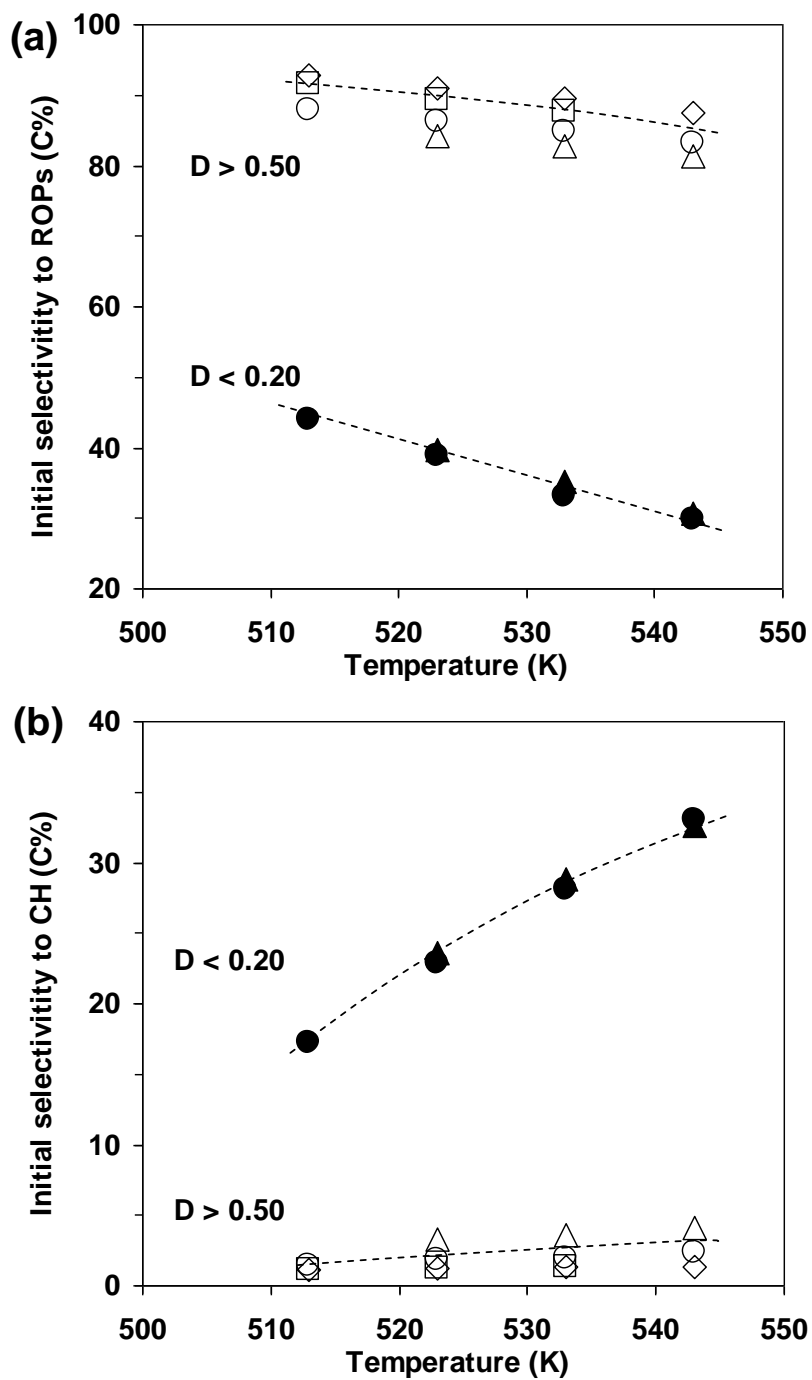 (a)
Initial selectivitity to ROPs (C%)
100
80
60
40
20
D > 0.50
D < 0.20
500 510 520 530 540 550
Temperature (K)
(b)
Initial selectivitity to CH (C%)
40
30
20
10
0
D < 0.20
D > 0.50
500 510 520 530 540 550
Temperature (K)